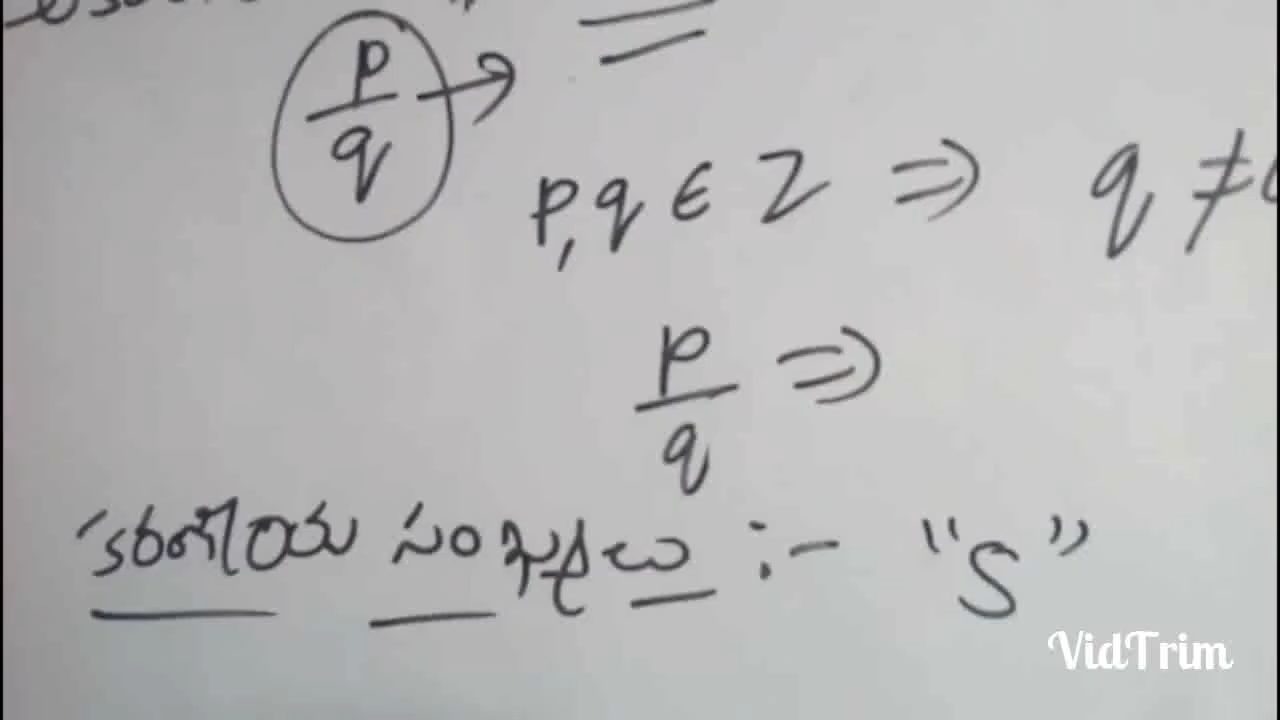 p/q →
p, q ∈ Z ⇒ q ≠
p/q ⇒
కరణీయ సంఖ్యలు :- "S"
VidTrim